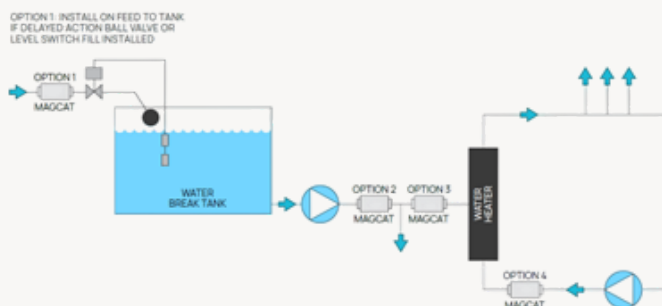 OPTION 1: INSTALL ON FEED TO TANK
IF DELAYED ACTION BALL VALVE OR
LEVEL SWITCH FILL INSTALLED
OPTION 1
MAGCAT
WATER
BREAK TANK
OPTION 2
MAGCAT
OPTION 3
MAGCAT
WATER
HEATER
OPTION 4
MAGCAT